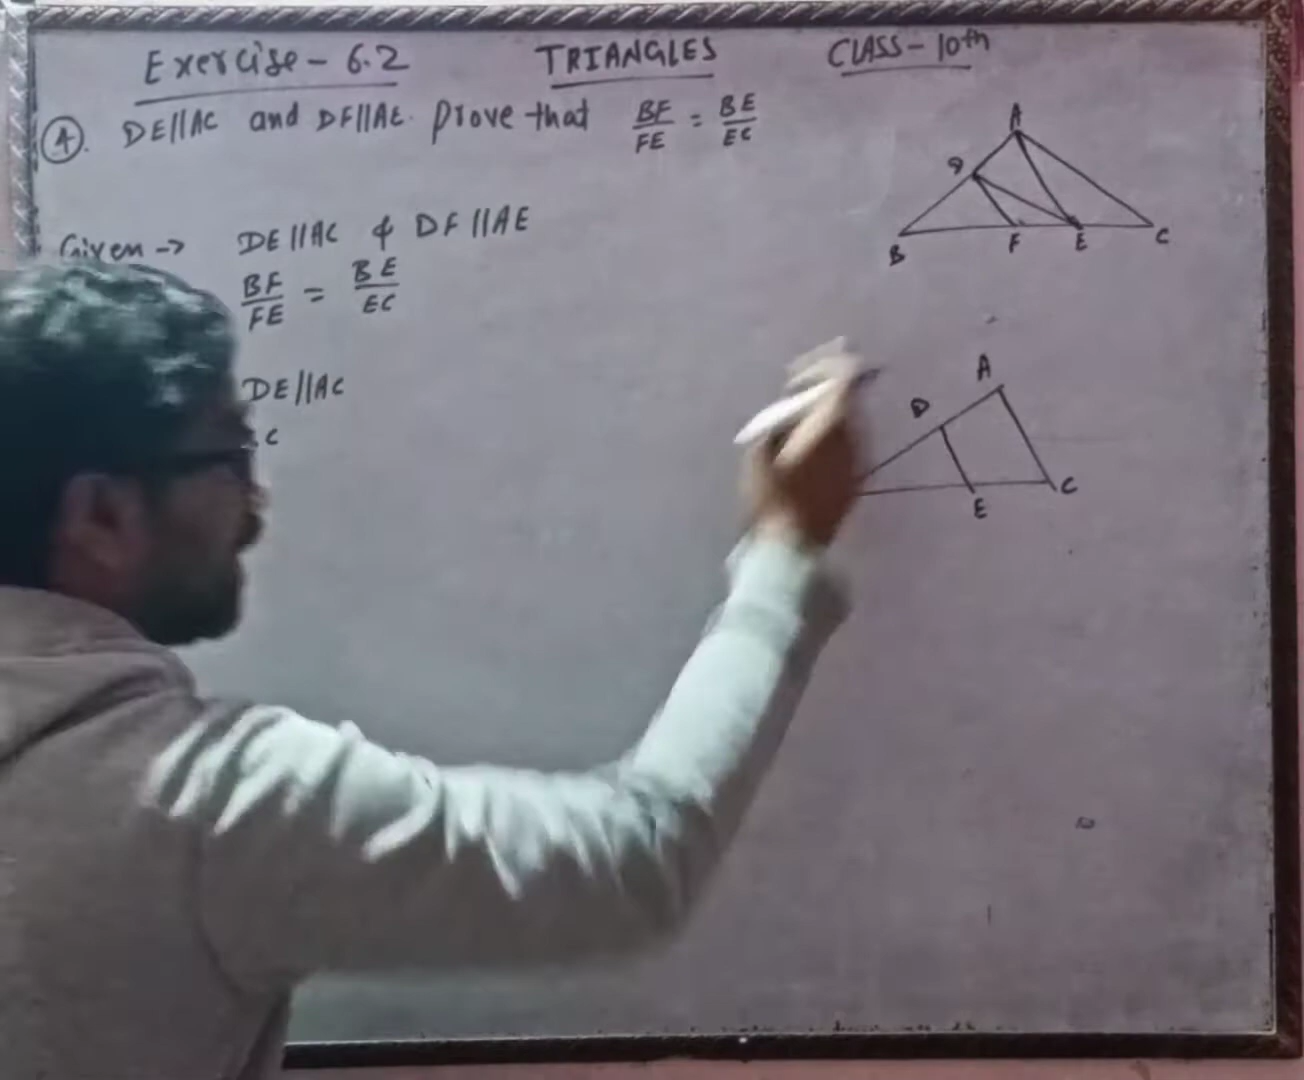 Exercise - 6.2 TRIANGLES CLASS - 10th
4. DE||AC and DF||AE. Prove that BF/FE = BE/EC
A
D
B F E C
Given → DE||AC & DF||AE
BF/FE = BE/EC
A
D
DE||AC
C
E C